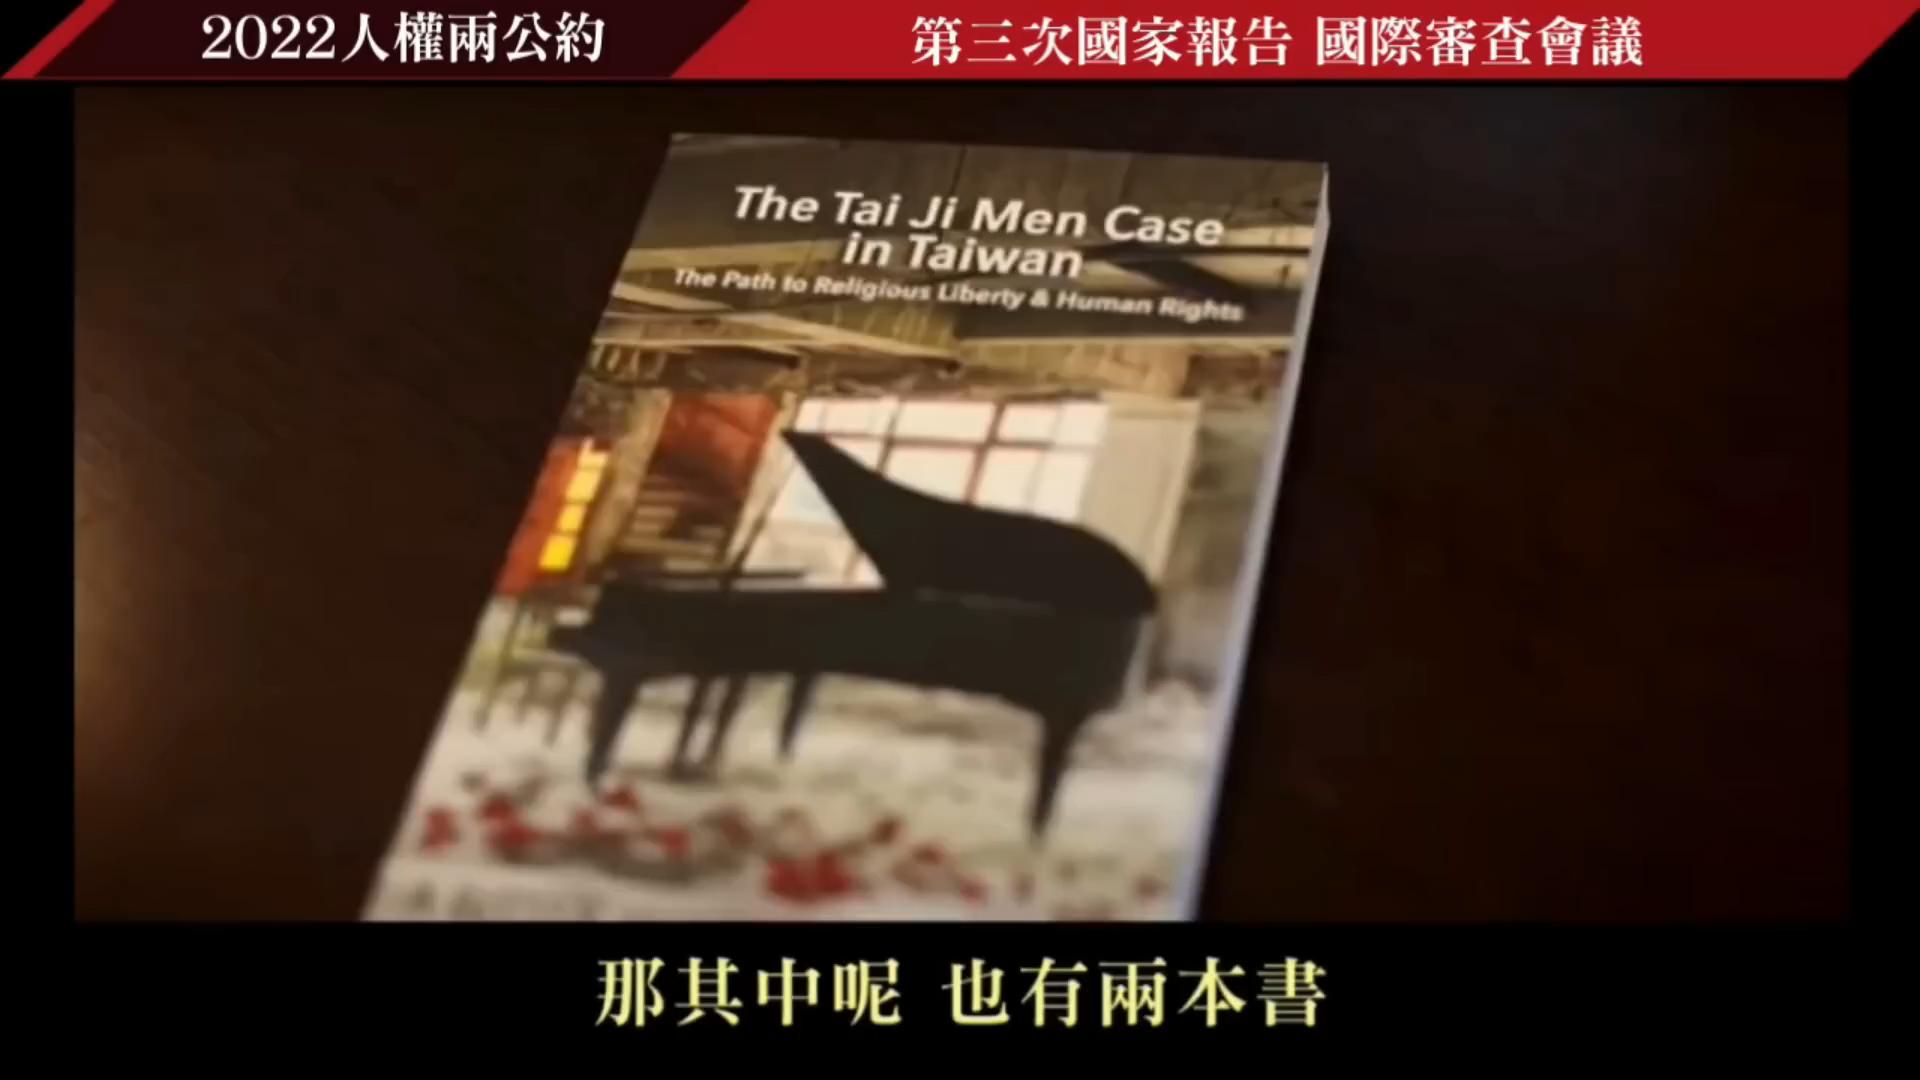 2022人權兩公約
第三次國家報告 國際審查會議
The Tai Ji Men Case
in Taiwan
The Path to Religious Liberty & Human Rights
那其中呢 也有兩本書